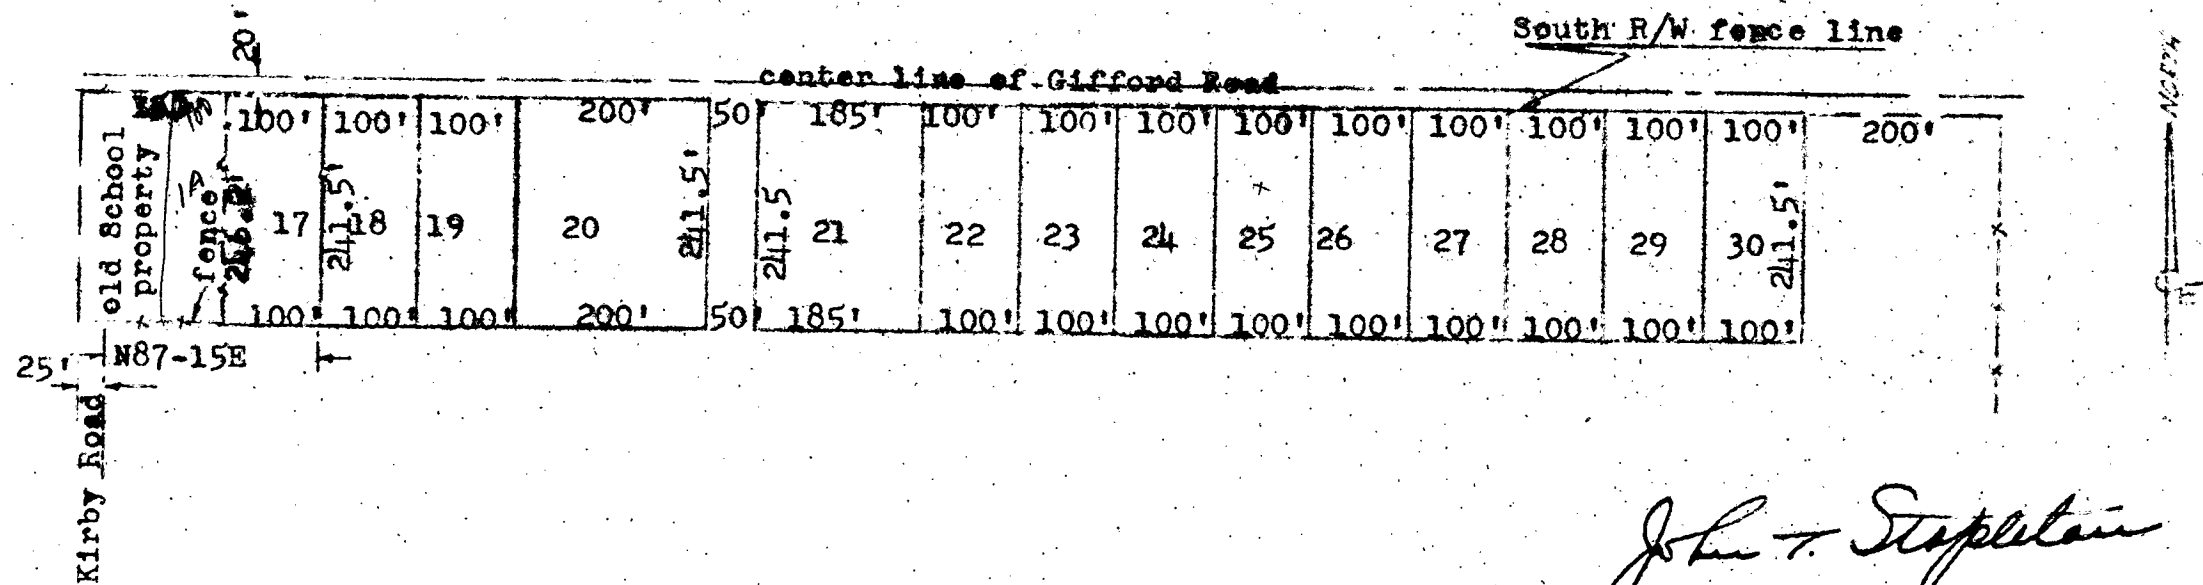 South R/W fence line
20'
center line of Gifford Road
100' 100' 100' 200' 50' 185' 100' 100' 100' 100' 100' 100' 100' 100' 100' 200'
old School
property
fence
241.5' 241.5' 241.5 241.5'
17 18 19 20 21 22 23 24 25 26 27 28 29 30
100' 100' 100' 200' 50' 185' 100' 100' 100' 100' 100' 100' 100' 100' 100'
N87-15E
25'
Kirby Road
John T. Stapleton